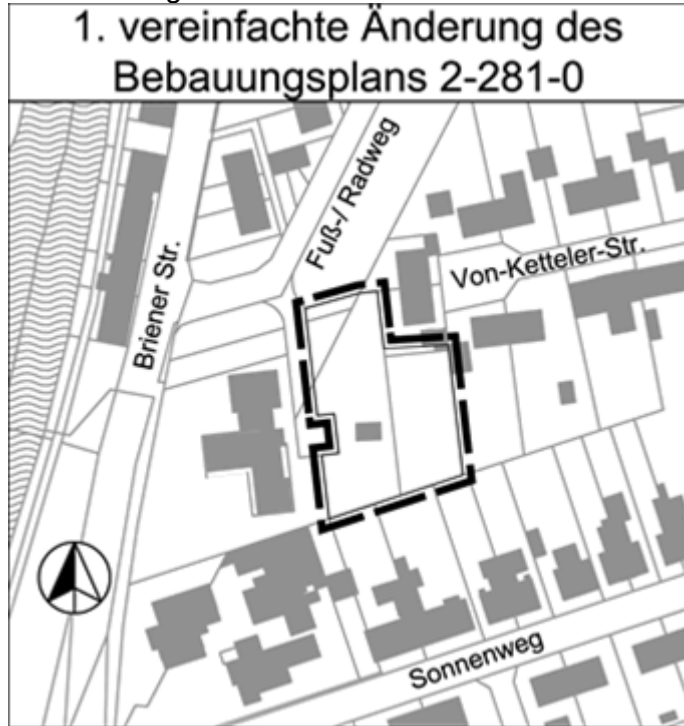 1. vereinfachte Änderung des
Bebauungsplans 2-281-0
Fuß-/ Radweg
Briener Str.
Von-Ketteler-Str.
Sonnenweg